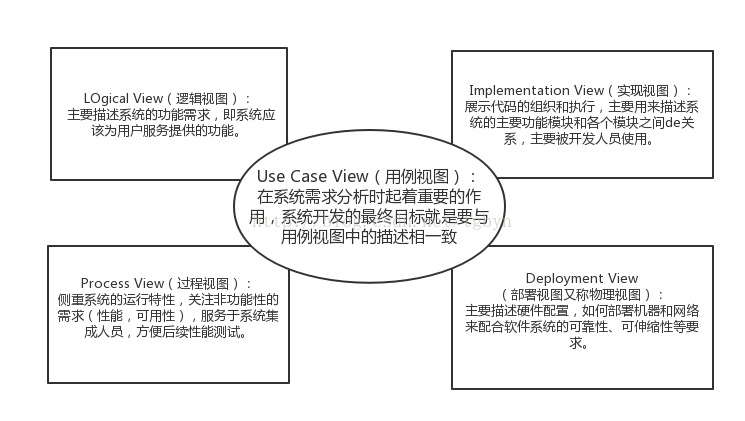 LOgical View（逻辑视图）：
主要描述系统的功能需求，即系统应
该为用户服务提供的功能。
Implementation View（实现视图）：
展示代码的组织和执行，主要用来描述系
统的主要功能模块和各个模块之间de关
系，主要被开发人员使用。
Use Case View（用例视图）：
在系统需求分析时起着重要的作
用，系统开发的最终目标就是要与
用例视图中的描述相一致
Process View（过程视图）：
侧重系统的运行特性，关注非功能性的
需求（性能，可用性），服务于系统集
成人员，方便后续性能测试。
Deployment View
（部署视图又称物理视图）：
主要描述硬件配置，如何部署机器和网络
来配合软件系统的可靠性、可伸缩性等要
求。